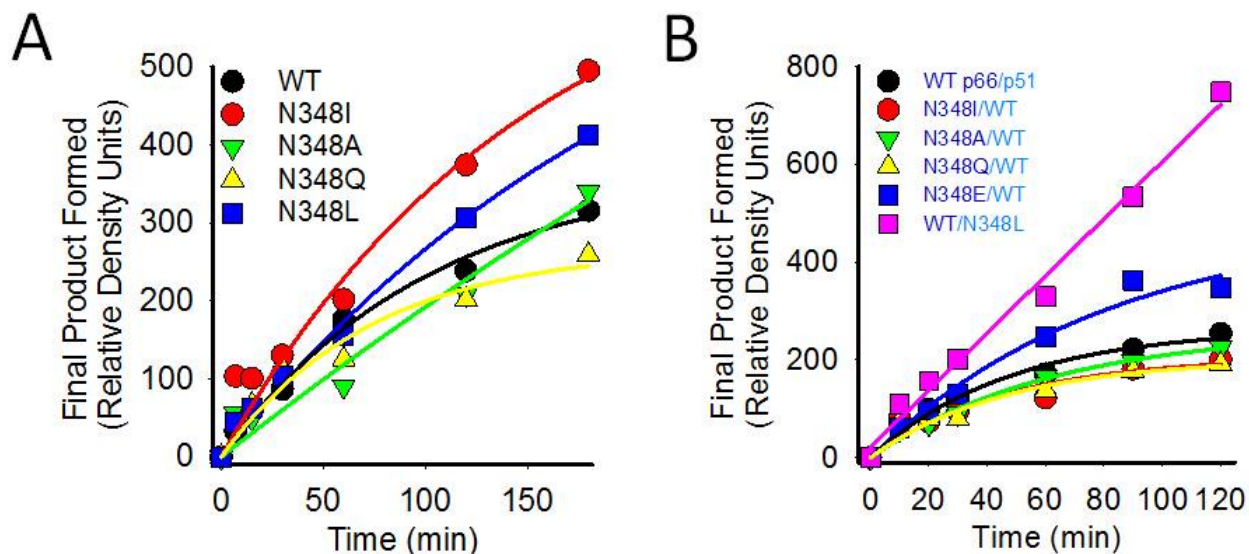 A
Final Product Formed
(Relative Density Units)
500
400
300
200
100
0
WT
N348I
N348A
N348Q
N348L
0
50
100
150
Time (min)
B
Final Product Formed
(Relative Density Units)
800
600
400
200
0
WT p66/p51
N348I/WT
N348A/WT
N348Q/WT
N348E/WT
WT/N348L
0
20
40
60
80
100
120
Time (min)